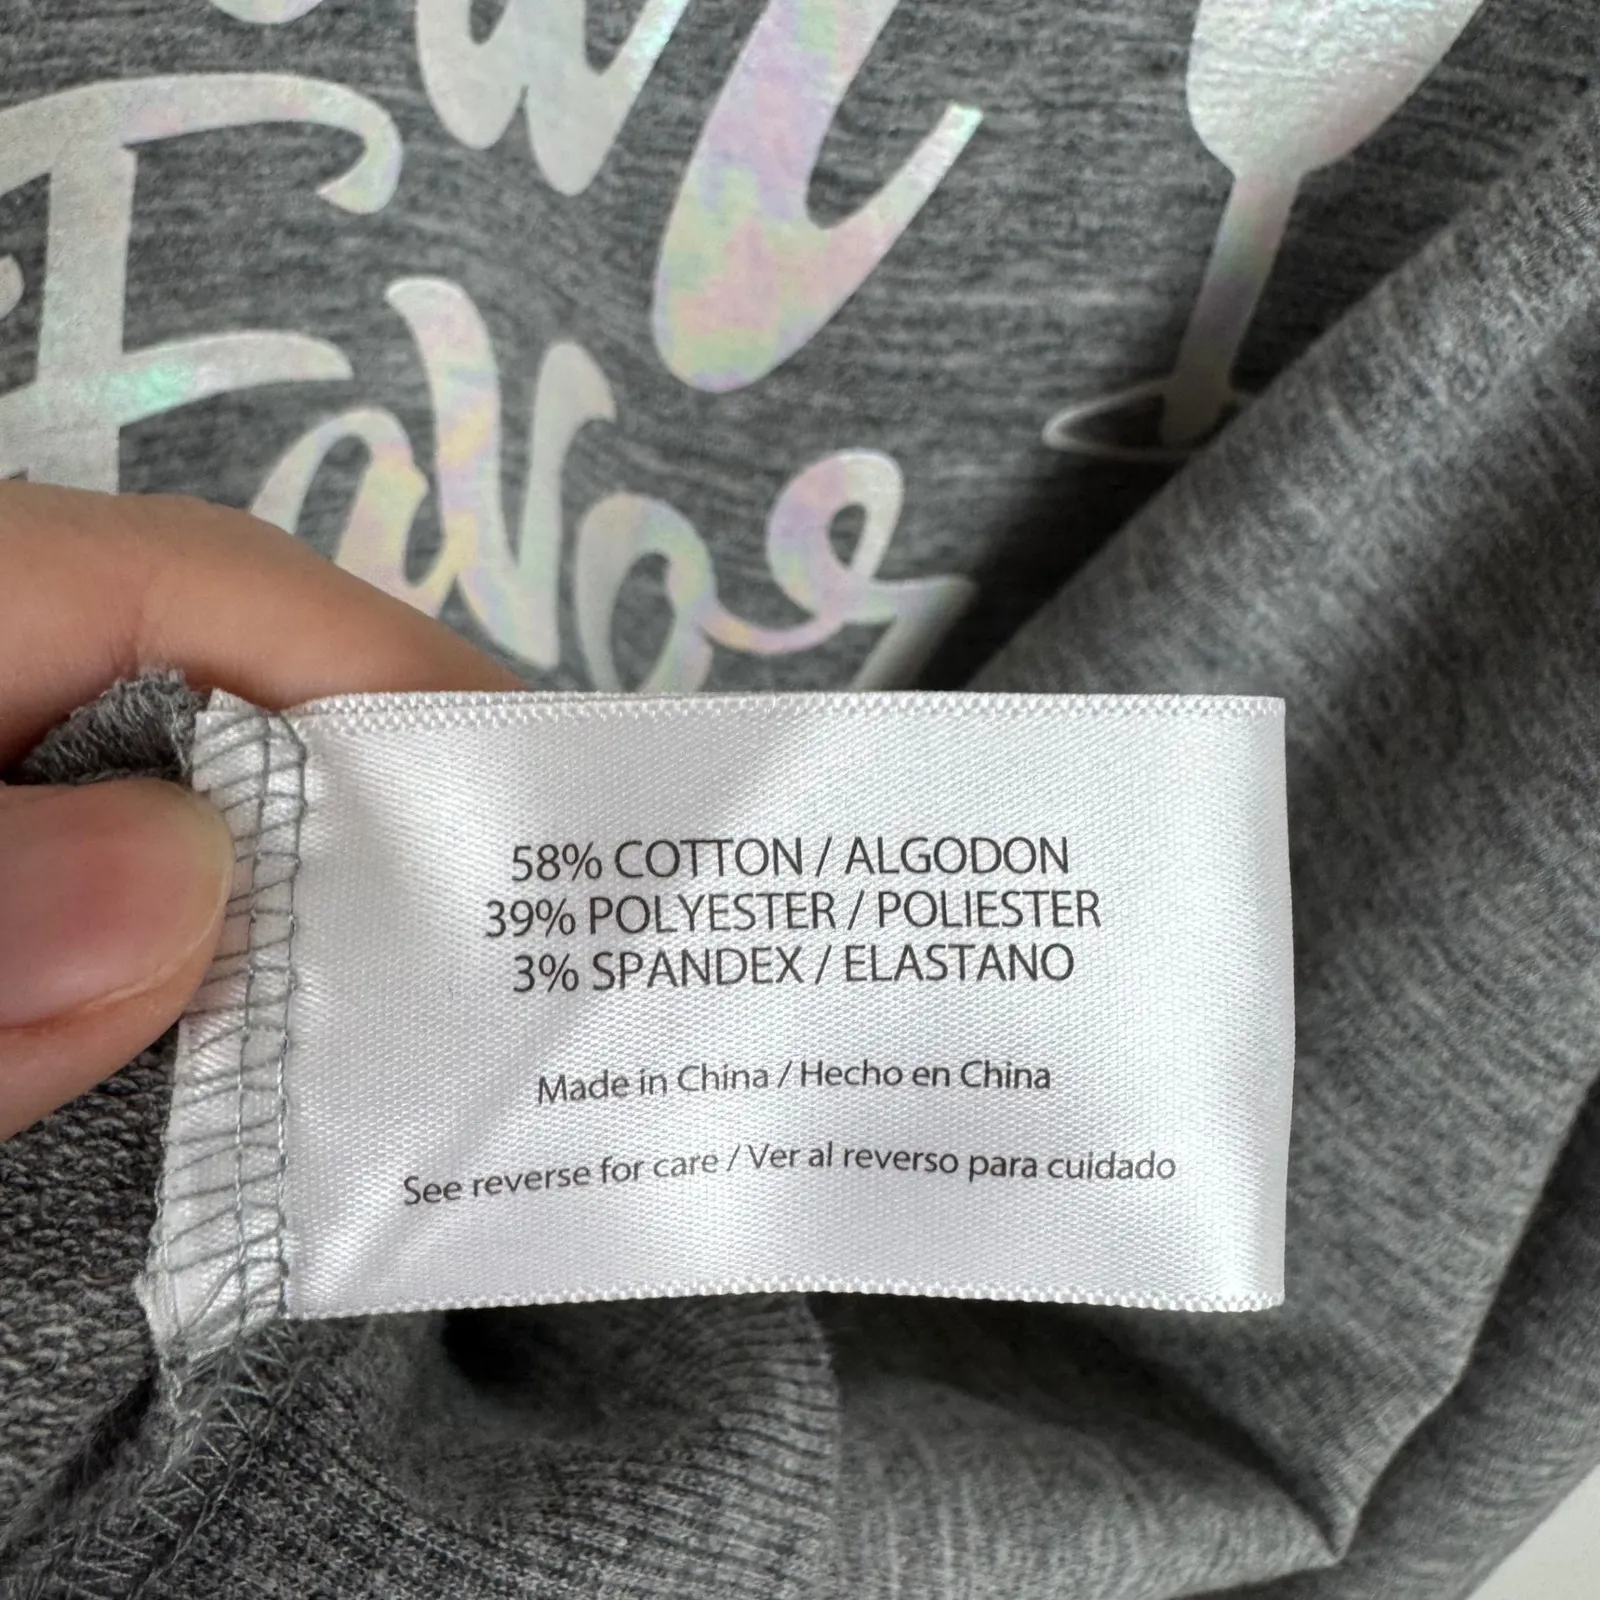 Favor
58% COTTON / ALGODON
39% POLYESTER / POLIESTER
3% SPANDEX / ELASTANO
Made in China / Hecho en China
See reverse for care / Ver al reverso para cuidado